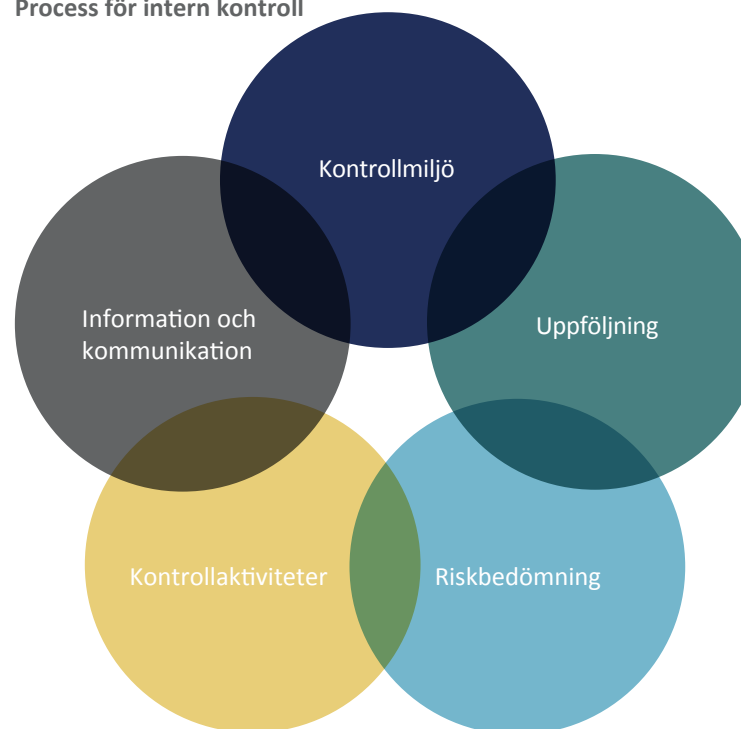 Process för intern kontroll
Kontrollmiljö
Information och
kommunikation
Uppföljning
Kontrollaktiviteter
Riskbedömning